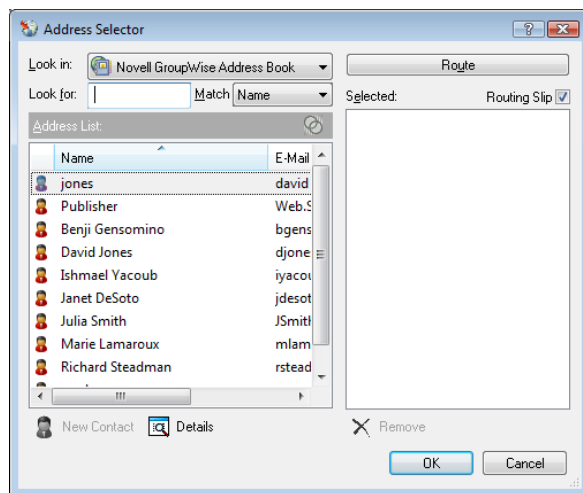 Address Selector
Look in: Novell GroupWise Address Book
Route
Look for: Match Name
Selected: Routing Slip
Address List:
Name E-Mail
jones david
Publisher Web.S
Benji Gensomino bgens
David Jones djone
Ishmael Yacoub iyacou
Janet DeSoto jdesot
Julia Smith JSmith
Marie Lamaroux mlam
Richard Steadman rstead
New Contact Details Remove
OK Cancel